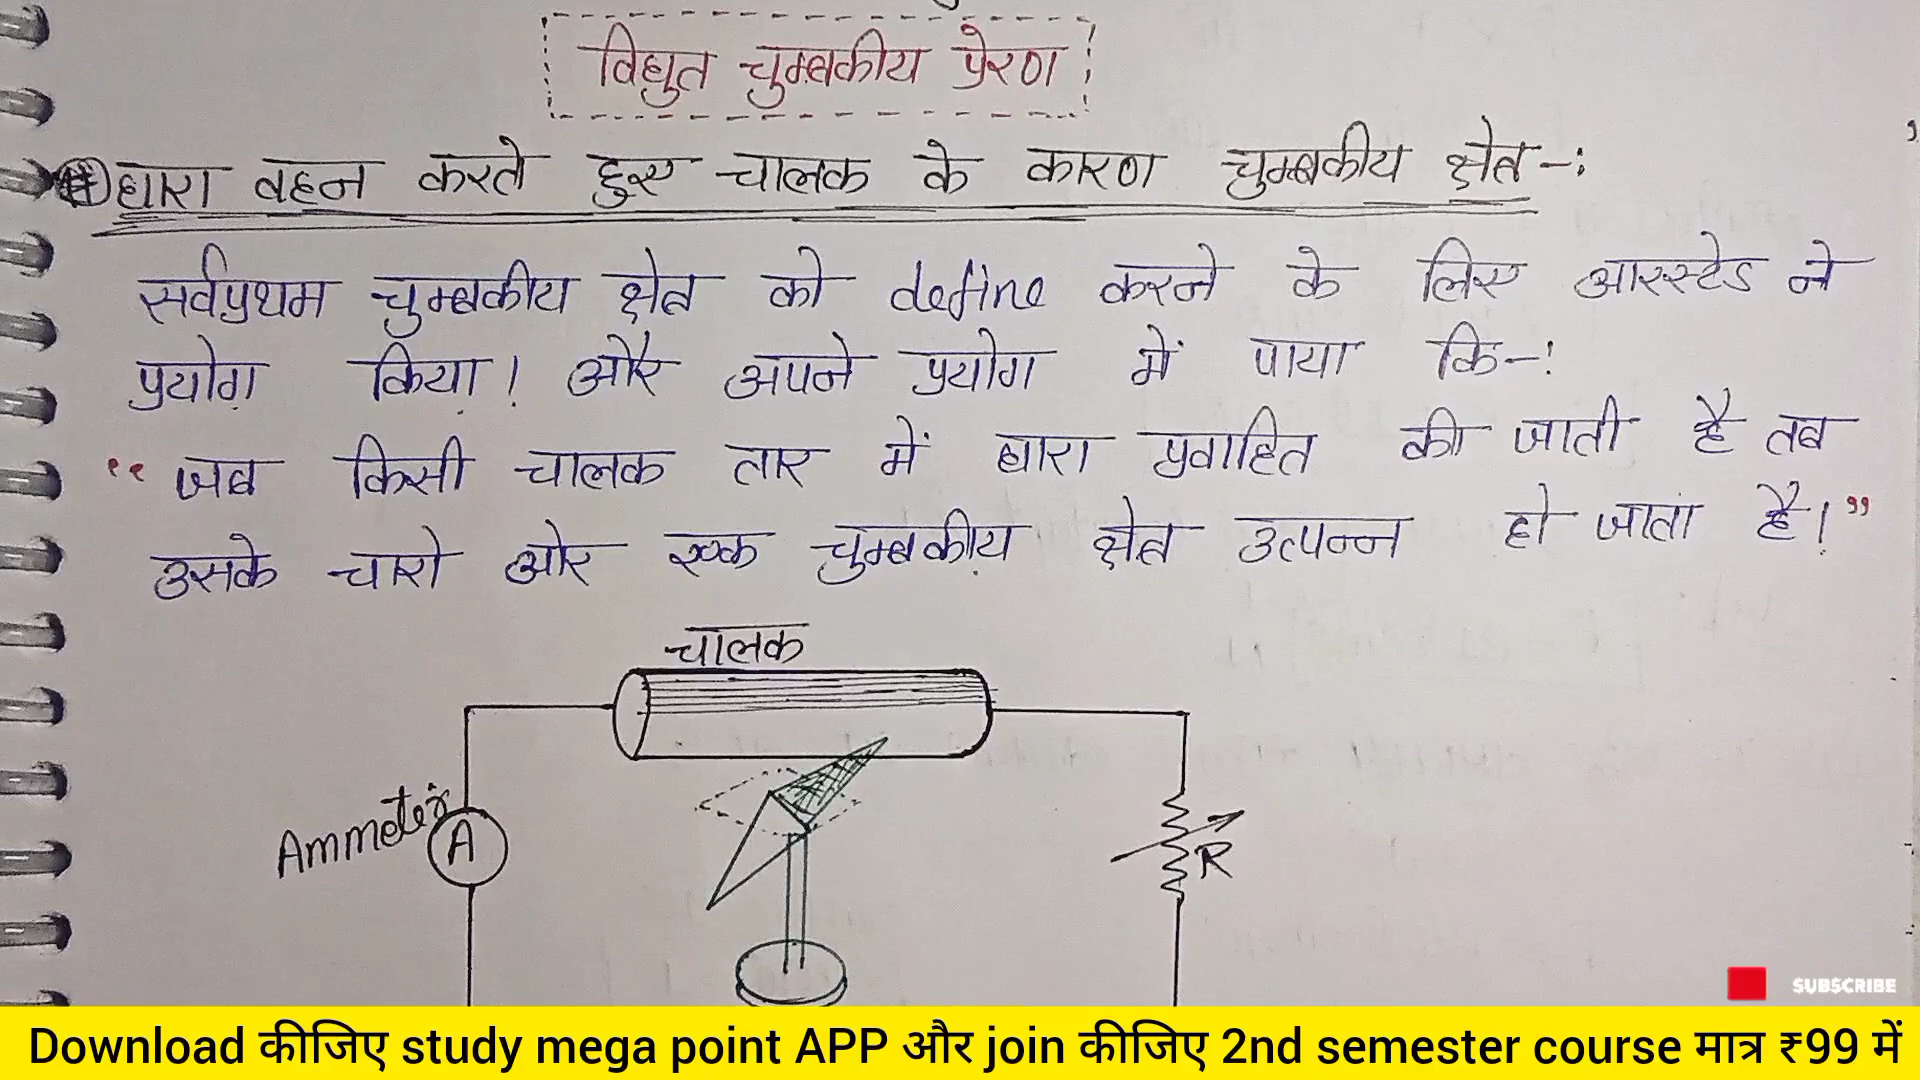 विद्युत चुम्बकीय प्रेरण
# धारा वहन करते हुए चालक के कारण चुम्बकीय क्षेत्र -:
सर्वप्रथम चुम्बकीय क्षेत्र को define करने के लिए आरस्टेड ने
प्रयोग किया! और अपने प्रयोग में पाया कि -!
“जब किसी चालक तार में धारा प्रवाहित की जाती है तब
उसके चारो ओर एक चुम्बकीय क्षेत्र उत्पन्न हो जाता है।”
चालक
Ammeter
A
R
SUBSCRIBE
Download कीजिए study mega point APP और join कीजिए 2nd semester course मात्र ₹99 में